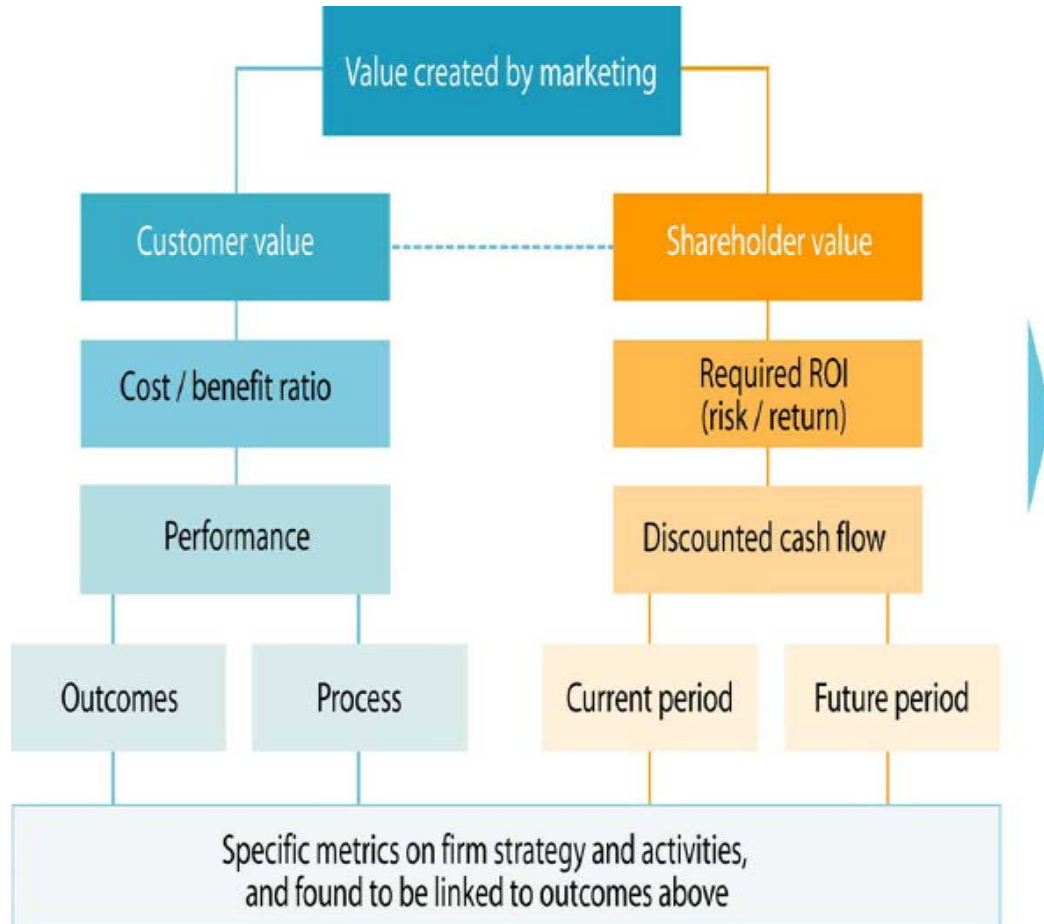 Value created by marketing
Customer value
Shareholder value
Cost / benefit ratio
Required ROI
(risk / return)
Performance
Discounted cash flow
Outcomes
Process
Current period
Future period
Specific metrics on firm strategy and activities,
and found to be linked to outcomes above